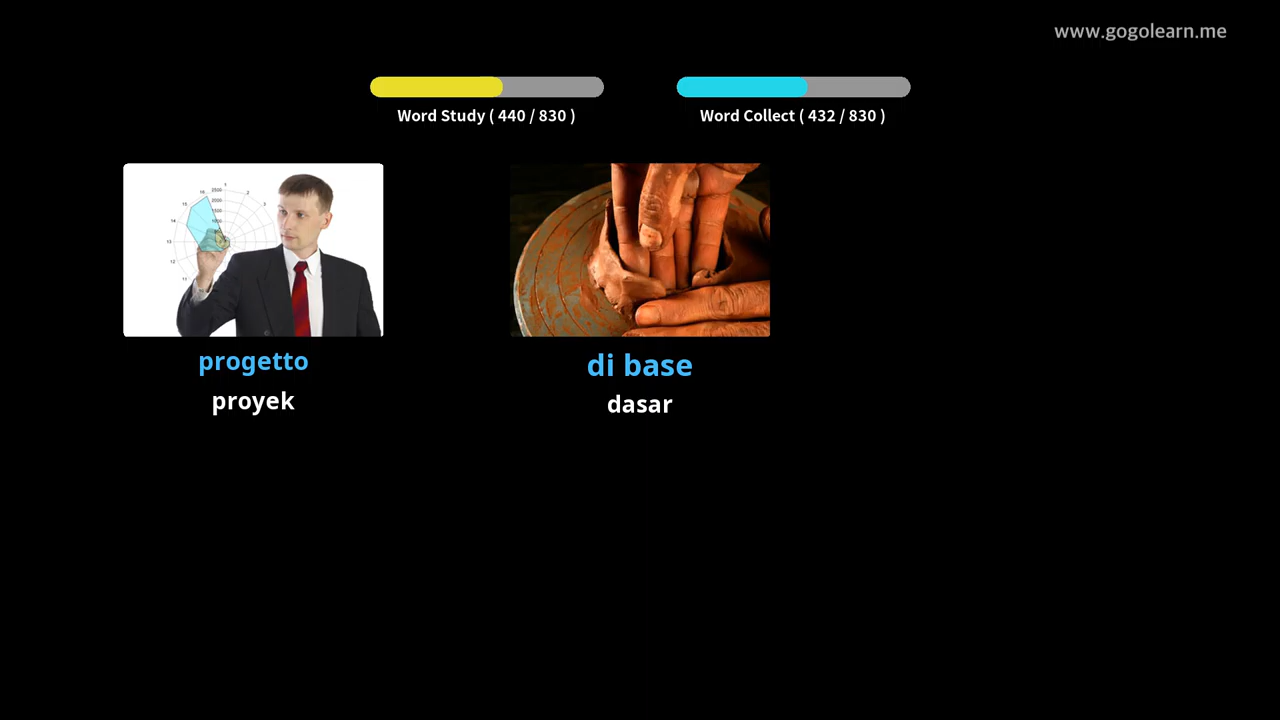 www.gogolearn.me
Word Study ( 440 / 830 )
Word Collect ( 432 / 830 )
progetto
proyek
di base
dasar